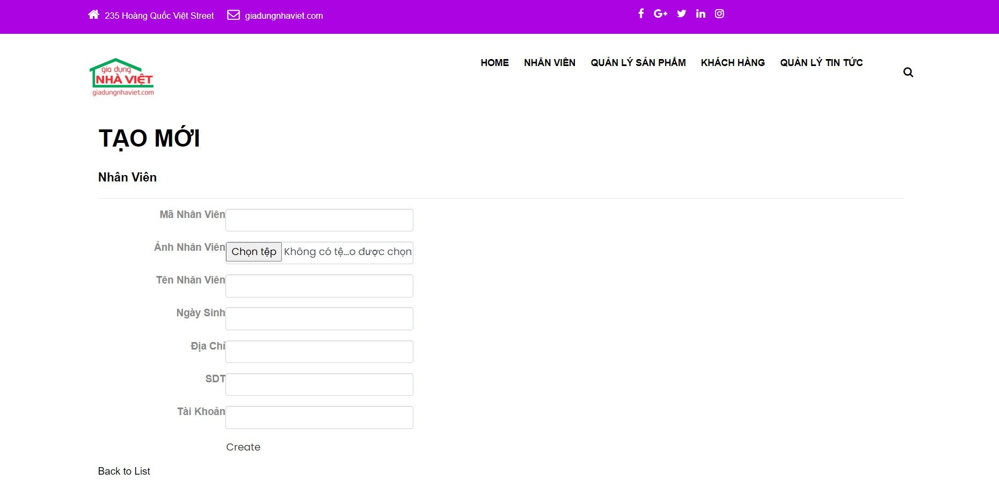 235 Hoàng Quốc Việt Street giadungnhaviet.com
gia dụng
NHÀ VIỆT
giadungnhaviet.com
HOME NHÂN VIÊN QUẢN LÝ SẢN PHẨM KHÁCH HÀNG QUẢN LÝ TIN TỨC
TẠO MỚI
Nhân Viên
Mã Nhân Viên
Ảnh Nhân Viên Chọn tệp Không có tệ...o được chọn
Tên Nhân Viên
Ngày Sinh
Địa Chỉ
SDT
Tài Khoản
Create
Back to List